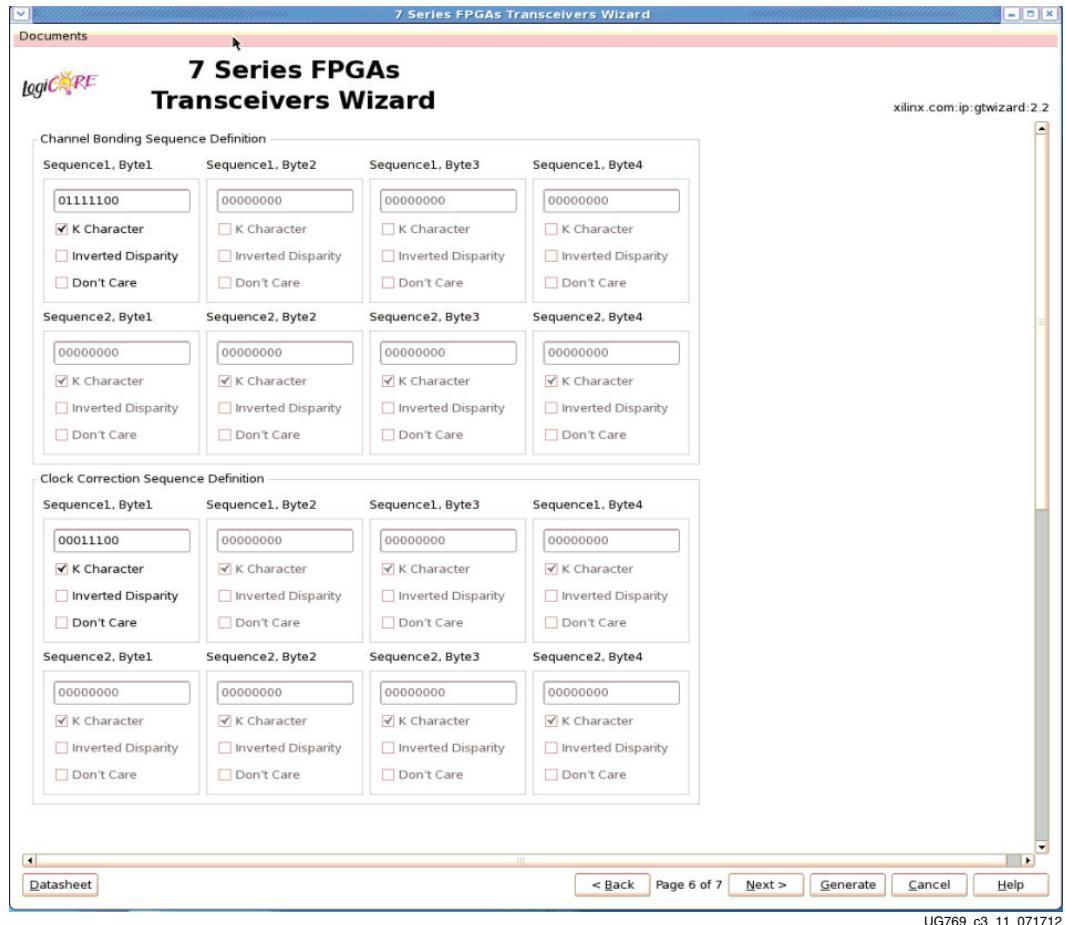 7 Series FPGAs Transceivers Wizard
Documents
logiCORE
7 Series FPGAs
Transceivers Wizard
xilinx.com:ip:gtwizard:2.2
Channel Bonding Sequence Definition
Sequence1, Byte1 Sequence1, Byte2 Sequence1, Byte3 Sequence1, Byte4
01111100 00000000 00000000 00000000
K Character K Character K Character K Character
Inverted Disparity Inverted Disparity Inverted Disparity Inverted Disparity
Don't Care Don't Care Don't Care Don't Care
Sequence2, Byte1 Sequence2, Byte2 Sequence2, Byte3 Sequence2, Byte4
00000000 00000000 00000000 00000000
K Character K Character K Character K Character
Inverted Disparity Inverted Disparity Inverted Disparity Inverted Disparity
Don't Care Don't Care Don't Care Don't Care
Clock Correction Sequence Definition
Sequence1, Byte1 Sequence1, Byte2 Sequence1, Byte3 Sequence1, Byte4
00011100 00000000 00000000 00000000
K Character K Character K Character K Character
Inverted Disparity Inverted Disparity Inverted Disparity Inverted Disparity
Don't Care Don't Care Don't Care Don't Care
Sequence2, Byte1 Sequence2, Byte2 Sequence2, Byte3 Sequence2, Byte4
00000000 00000000 00000000 00000000
K Character K Character K Character K Character
Inverted Disparity Inverted Disparity Inverted Disparity Inverted Disparity
Don't Care Don't Care Don't Care Don't Care
Datasheet < Back Page 6 of 7 Next > Generate Cancel Help
UG769_c3_11_071712